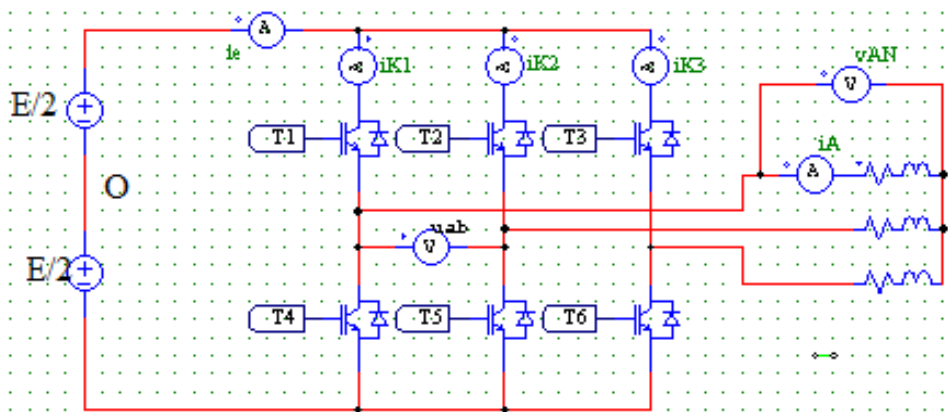 A
ie
A
iK1
A
iK2
A
iK3
vAN
V
E/2
T1
T2
T3
iA
A
O
uab
V
E/2
T4
T5
T6